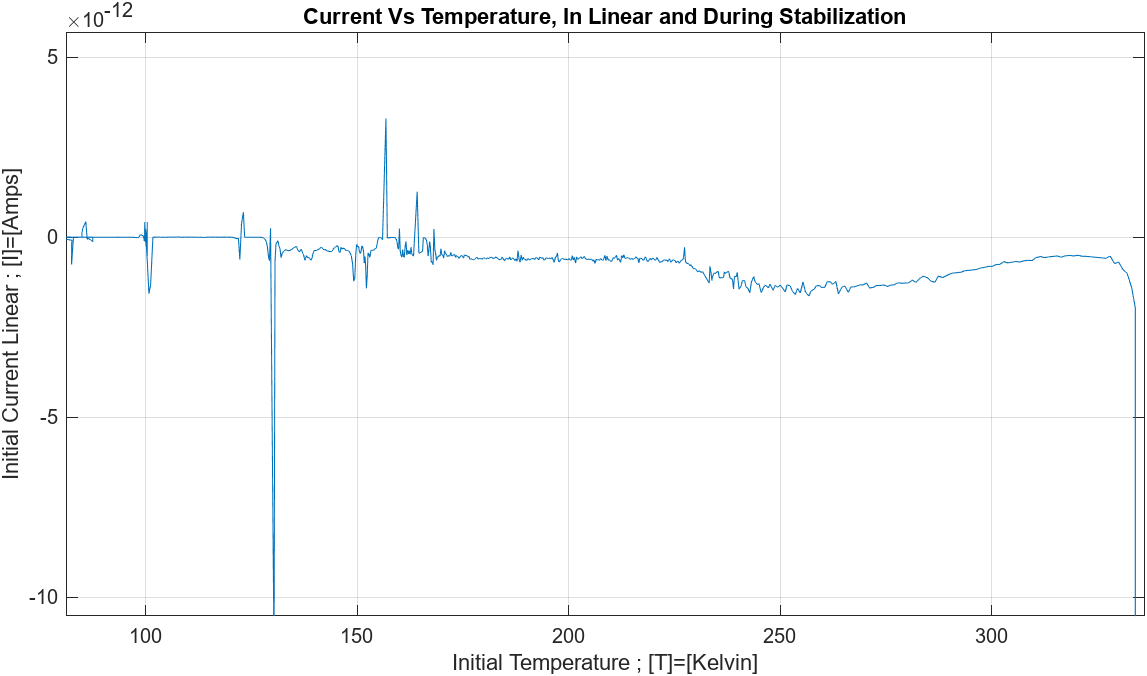 ×10-12
Current Vs Temperature, In Linear and During Stabilization
5
0
-5
-10
Initial Current Linear ; [I]=[Amps]
100 150 200 250 300
Initial Temperature ; [T]=[Kelvin]